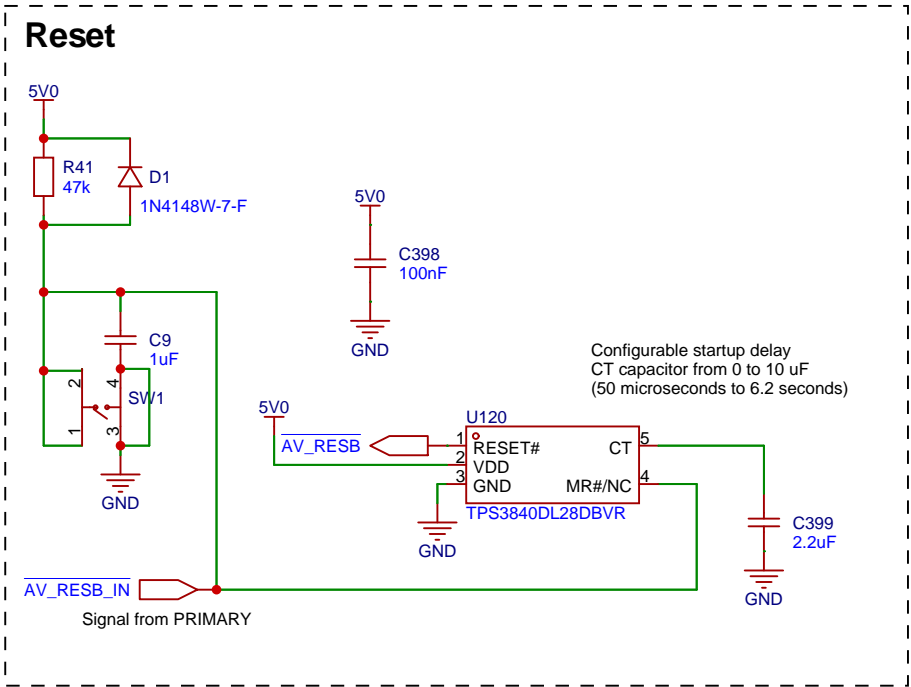 Reset
5V0
R41
47k
D1
1N4148W-7-F
5V0
C398
100nF
GND
C9
1uF
2
4
SW1
1
3
GND
Configurable startup delay
CT capacitor from 0 to 10 uF
(50 microseconds to 6.2 seconds)
5V0
U120
AV_RESB
1
RESET#
CT
5
2
VDD
3
GND
MR#/NC
4
TPS3840DL28DBVR
GND
C399
2.2uF
GND
AV_RESB_IN
Signal from PRIMARY